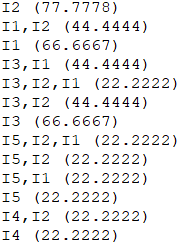 I2 (77.7778)
I1,I2 (44.4444)
I1 (66.6667)
I3,I1 (44.4444)
I3,I2,I1 (22.2222)
I3,I2 (44.4444)
I3 (66.6667)
I5,I2,I1 (22.2222)
I5,I2 (22.2222)
I5,I1 (22.2222)
I5 (22.2222)
I4,I2 (22.2222)
I4 (22.2222)